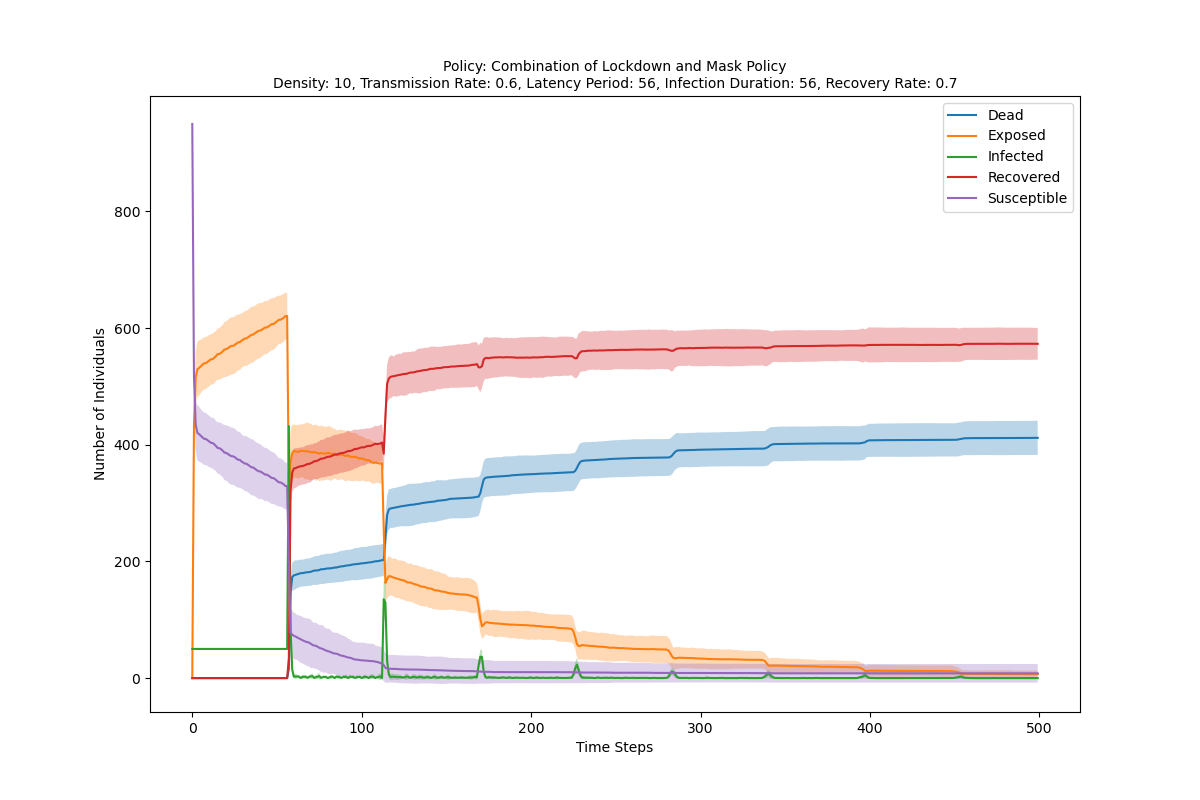 Policy: Combination of Lockdown and Mask Policy
Density: 10, Transmission Rate: 0.6, Latency Period: 56, Infection Duration: 56, Recovery Rate: 0.7
Dead
Exposed
Infected
Recovered
Susceptible
Number of Individuals
800
600
400
200
0
0 100 200 300 400 500
Time Steps